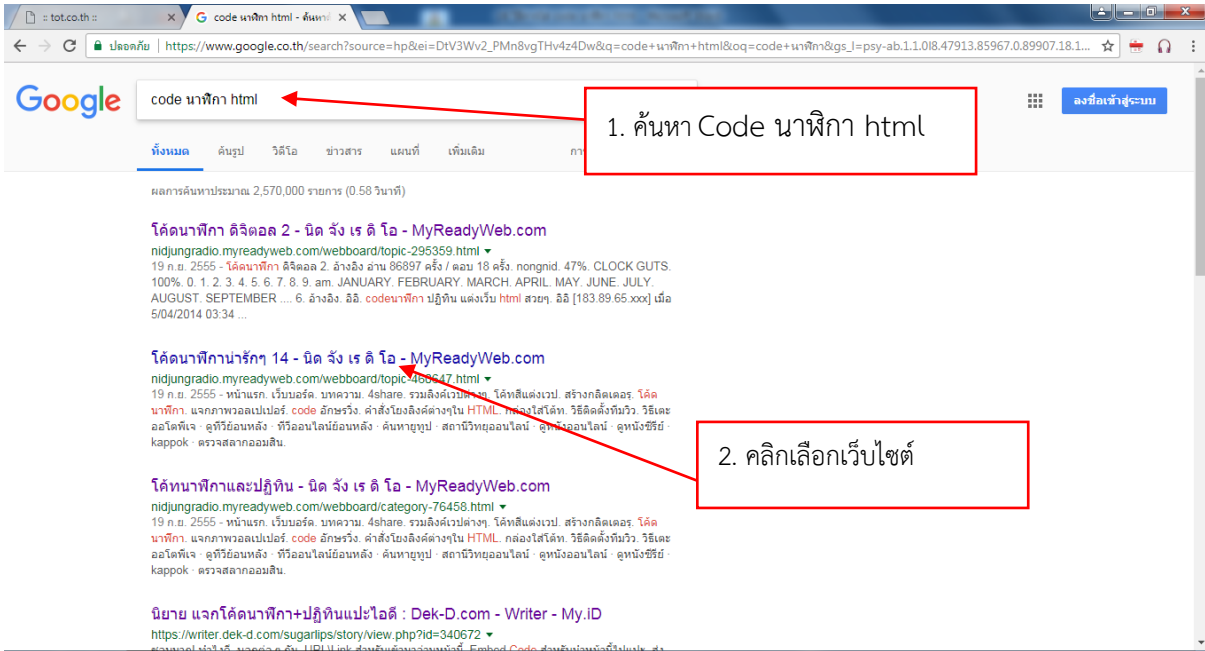 :: tot.co.th ::
code นาฬิกา html - ค้นหาด้
ปลอดภัย | https://www.google.co.th/search?source=hp&ei=DtV3Wv2_PMn8vgTHv4z4Dw&q=code+นาฬิกา+html&oq=code+นาฬิกา&gs_l=psy-ab.1.1.0l8.47913.85967.0.89907.18.1...
Google
code นาฬิกา html
1. ค้นหา Code นาฬิกา html
ลงชื่อเข้าสู่ระบบ
ทั้งหมด ค้นรูป วิดีโอ ข่าวสาร แผนที่ เพิ่มเติม
ผลการค้นหาประมาณ 2,570,000 รายการ (0.58 วินาที)
โค้ดนาฬิกา ดิจิตอล 2 - นิด จัง เร ดิ โอ - MyReadyWeb.com
nidjungradio.myreadyweb.com/webboard/topic-295359.html
19 ก.ย. 2555 - โค้ดนาฬิกา ดิจิตอล 2. อ้างอิง อ่าน 86897 ครั้ง / ตอบ 18 ครั้ง. nongnid. 47%. CLOCK GUTS.
100%. 0. 1. 2. 3. 4. 5. 6. 7. 8. 9. am. JANUARY. FEBRUARY. MARCH. APRIL. MAY. JUNE. JULY.
AUGUST. SEPTEMBER .... 6. อ้างอิง. อิอิ. codeนาฬิกา ปฏิทิน แต่งเว็บ html สวยๆ. อิอิ [183.89.65.xxx] เมื่อ
5/04/2014 03:34 ...
โค้ดนาฬิกาน่ารักๆ 14 - นิด จัง เร ดิ โอ - MyReadyWeb.com
nidjungradio.myreadyweb.com/webboard/topic-468647.html
19 ก.ย. 2555 - หน้าแรก. เว็บบอร์ด. บทความ. 4share. รวมลิงค์เวปต่างๆ. โค้ทสีแต่งเวป. สร้างกลิตเตอร์. โค้ด
นาฬิกา. แจกภาพวอลเปเปอร์. code อักษรวิ่ง. คำสั่งโยงลิงค์ต่างๆใน HTML. กล่องใส่โค้ท. วิธีติดตั้งทีมวิว. วิธีเตะ
ออโตพีเจ · ดูทีวีย้อนหลัง · ทีวีออนไลน์ย้อนหลัง · ค้นหายูทูป · สถานีวิทยุออนไลน์ · ดูหนังออนไลน์ · ดูหนังซีรีย์ ·
kappok · ตรวจสลากออมสิน.
2. คลิกเลือกเว็บไซต์
โค้ทนาฬิกาและปฏิทิน - นิด จัง เร ดิ โอ - MyReadyWeb.com
nidjungradio.myreadyweb.com/webboard/category-76458.html
19 ก.ย. 2555 - หน้าแรก. เว็บบอร์ด. บทความ. 4share. รวมลิงค์เวปต่างๆ. โค้ทสีแต่งเวป. สร้างกลิตเตอร์. โค้ด
นาฬิกา. แจกภาพวอลเปเปอร์. code อักษรวิ่ง. คำสั่งโยงลิงค์ต่างๆใน HTML. กล่องใส่โค้ท. วิธีติดตั้งทีมวิว. วิธีเตะ
ออโตพีเจ · ดูทีวีย้อนหลัง · ทีวีออนไลน์ย้อนหลัง · ค้นหายูทูป · สถานีวิทยุออนไลน์ · ดูหนังออนไลน์ · ดูหนังซีรีย์ ·
kappok · ตรวจสลากออมสิน.
นิยาย แจกโค้ดนาฬิกา+ปฏิทินแปะไอดี : Dek-D.com - Writer - My.iD
https://writer.dek-d.com/sugarlips/story/view.php?id=340672